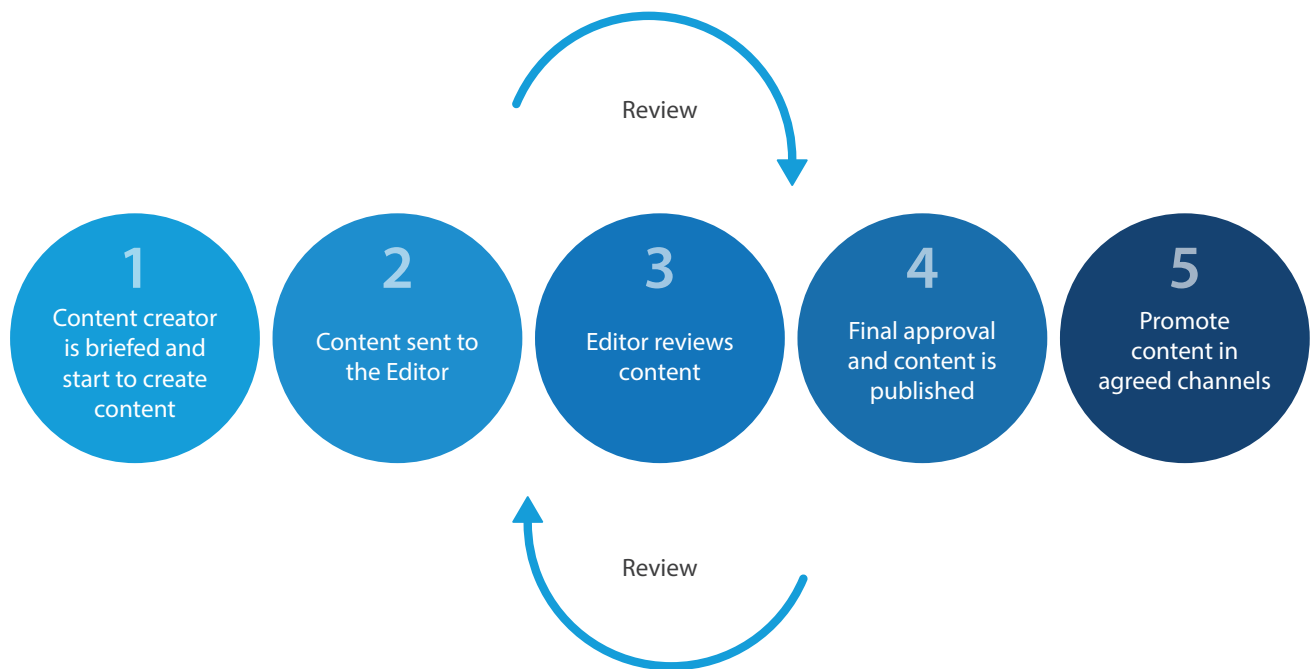 Review
1
Content creator
is briefed and
start to create
content
2
Content sent to
the Editor
3
Editor reviews
content
4
Final approval
and content is
published
5
Promote
content in
agreed channels
Review